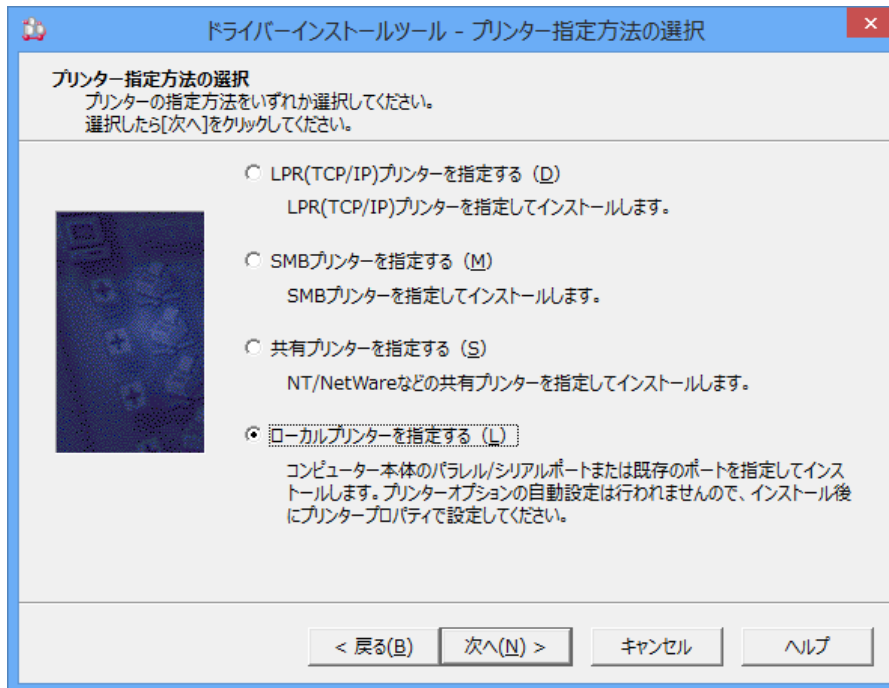 ドライバーインストールツール - プリンター指定方法の選択
プリンター指定方法の選択
プリンターの指定方法をいずれか選択してください。
選択したら[次へ]をクリックしてください。
LPR(TCP/IP)プリンターを指定する (D)
LPR(TCP/IP)プリンターを指定してインストールします。
SMBプリンターを指定する (M)
SMBプリンターを指定してインストールします。
共有プリンターを指定する (S)
NT/NetWareなどの共有プリンターを指定してインストールします。
ローカルプリンターを指定する (L)
コンピューター本体のパラレル/シリアルポートまたは既存のポートを指定してインス
トールします。プリンターオプションの自動設定は行われませんので、インストール後
にプリンタープロパティで設定してください。
< 戻る(B)
次へ(N) >
キャンセル
ヘルプ